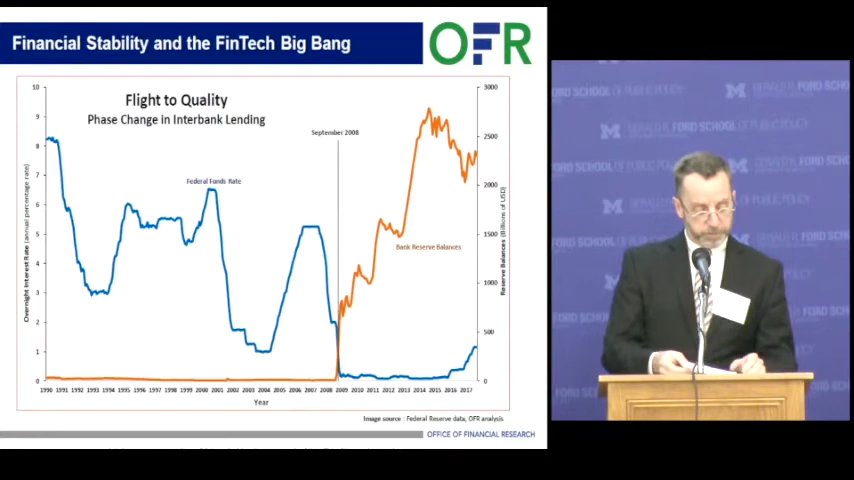 Financial Stability and the FinTech Big Bang
OFR
Flight to Quality
Phase Change in Interbank Lending
September 2008
Federal Funds Rate
Bank Reserve Balances
Overnight Interest Rate (annual percentage rate)
10
9
8
7
6
5
4
3
2
1
0
3000
2500
2000
1500
1000
500
0
Reserve Balances (Billions of USD)
1990 1991 1992 1993 1994 1995 1996 1997 1998 1999 2000 2001 2002 2003 2004 2005 2006 2007 2008 2009 2010 2011 2012 2013 2014 2015 2016 2017
Year
Image source : Federal Reserve data, OFR analysis
OFFICE OF FINANCIAL RESEARCH
FORD SCHOOL OF PUBLIC POLICY
M
M GERALD R. FORD SCHOOL
M GERALD R. FORD SCHOOL OF PUBLIC POLICY
M